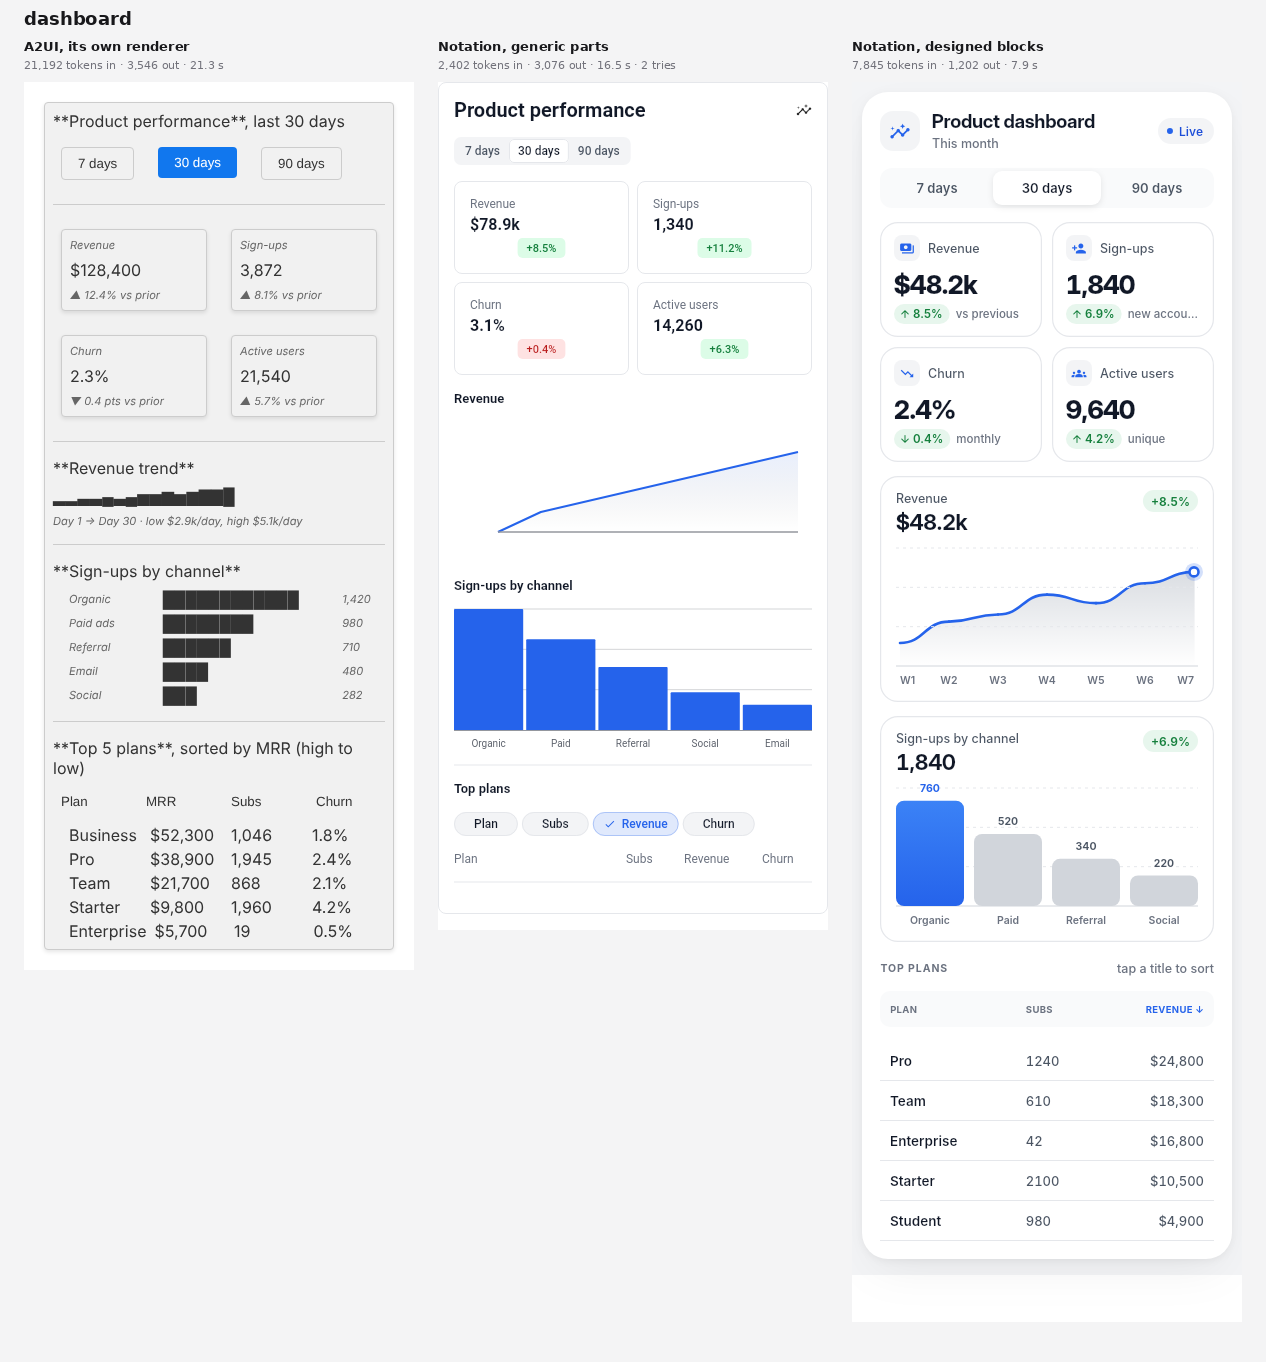 dashboard
A2UI, its own renderer
21,192 tokens in · 3,546 out · 21.3 s
**Product performance**, last 30 days
7 days
30 days
90 days
Revenue
$128,400
▲ 12.4% vs prior
Sign-ups
3,872
▲ 8.1% vs prior
Churn
2.3%
▼ 0.4 pts vs prior
Active users
21,540
▲ 5.7% vs prior
**Revenue trend**
Day 1 → Day 30 · low $2.9k/day, high $5.1k/day
**Sign-ups by channel**
Organic 1,420
Paid ads 980
Referral 710
Email 480
Social 282
**Top 5 plans**, sorted by MRR (high to
low)
Plan MRR Subs Churn
Business $52,300 1,046 1.8%
Pro $38,900 1,945 2.4%
Team $21,700 868 2.1%
Starter $9,800 1,960 4.2%
Enterprise $5,700 19 0.5%
Notation, generic parts
2,402 tokens in · 3,076 out · 16.5 s · 2 tries
Product performance
7 days 30 days 90 days
Revenue
$78.9k
+8.5%
Sign-ups
1,340
+11.2%
Churn
3.1%
+0.4%
Active users
14,260
+6.3%
Revenue
Sign-ups by channel
Organic Paid Referral Social Email
Top plans
Plan Subs Revenue Churn
Plan Subs Revenue Churn
Notation, designed blocks
7,845 tokens in · 1,202 out · 7.9 s
Product dashboard
This month
Live
7 days 30 days 90 days
Revenue
$48.2k
↑ 8.5% vs previous
Sign-ups
1,840
↑ 6.9% new accou...
Churn
2.4%
↓ 0.4% monthly
Active users
9,640
↑ 4.2% unique
Revenue
$48.2k
+8.5%
W1 W2 W3 W4 W5 W6 W7
Sign-ups by channel
1,840
+6.9%
760
520
340
220
Organic Paid Referral Social
TOP PLANS tap a title to sort
PLAN SUBS REVENUE ↓
Pro 1240 $24,800
Team 610 $18,300
Enterprise 42 $16,800
Starter 2100 $10,500
Student 980 $4,900